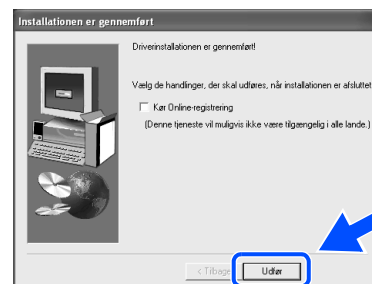 Installationen er gennemført
Driverinstallationen er gennemført!
Vælg de handlinger, der skal udføres, når installationen er afsluttet
Kør Online-registrering
(Denne tjeneste vil muligvis ikke være tilgængelig i alle lande.)
< Tilbage
Udfør